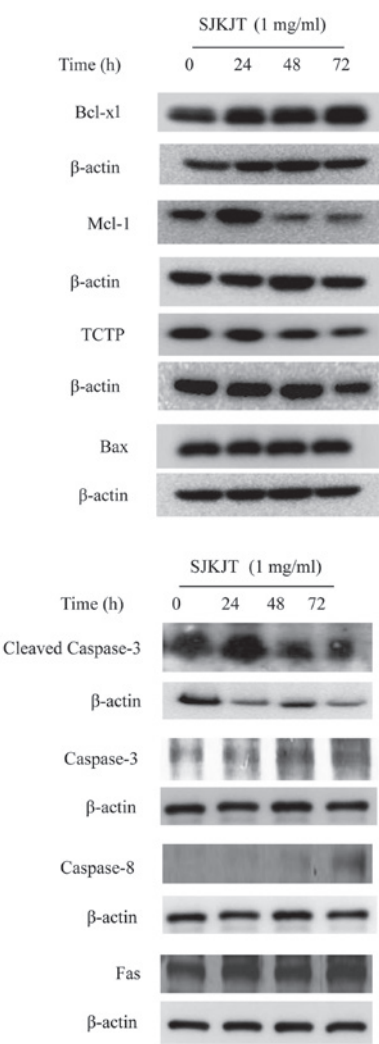 SJKJT (1 mg/ml)
Time (h) 0 24 48 72
Bcl-xl
β-actin
Mcl-1
β-actin
TCTP
β-actin
Bax
β-actin
SJKJT (1 mg/ml)
Time (h) 0 24 48 72
Cleaved Caspase-3
β-actin
Caspase-3
β-actin
Caspase-8
β-actin
Fas
β-actin